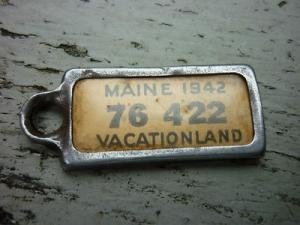 MAINE 1942
76 422
VACATIONLAND